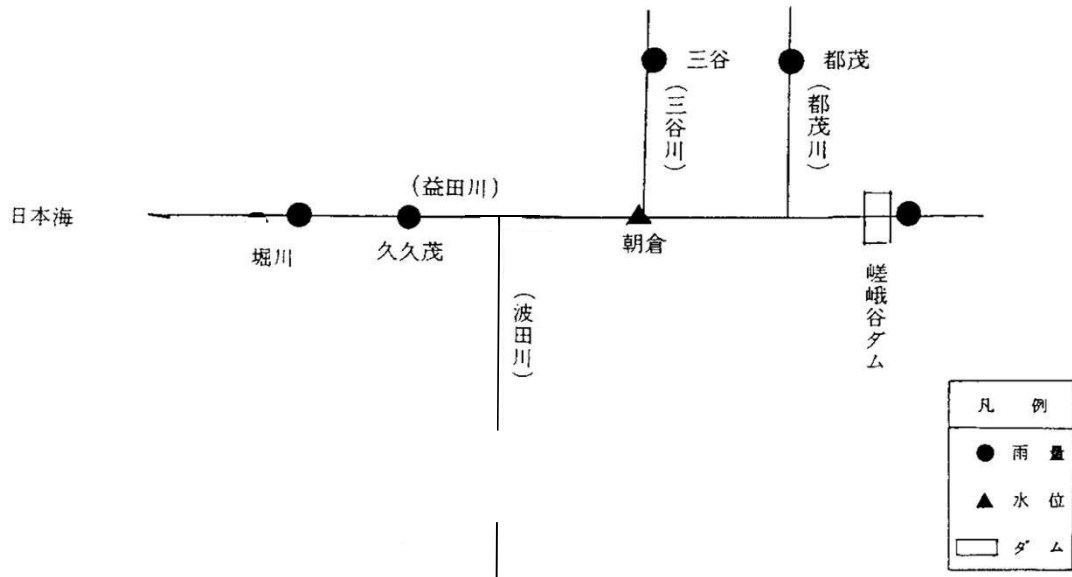 三谷
都茂
(三谷川)
(都茂川)
(益田川)
日本海
堀川
久久茂
朝倉
嵯峨谷ダム
(波田川)
凡 例
雨 量
水 位
ダ ム